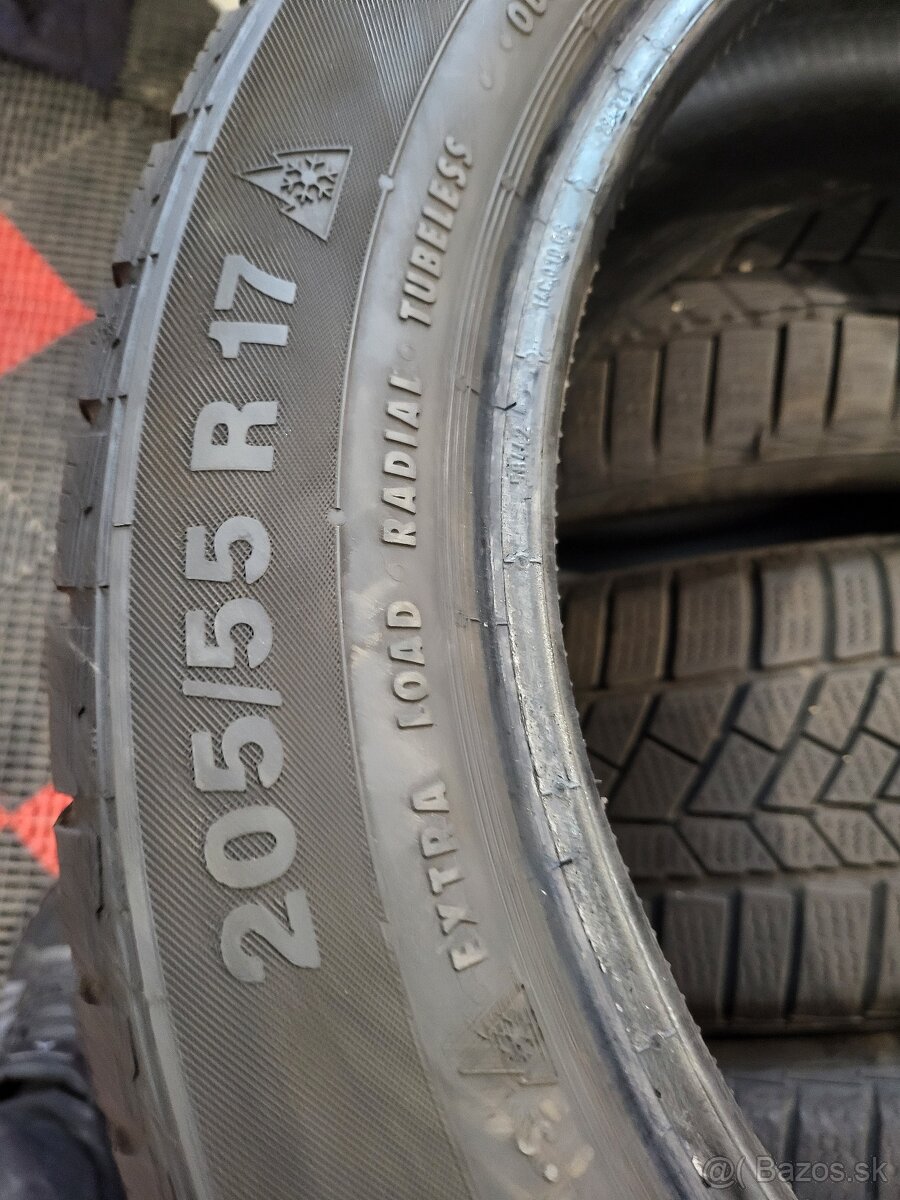 205/55 R 17
EXTRA LOAD · RADIAL · TUBELESS
@( Bazos.sk